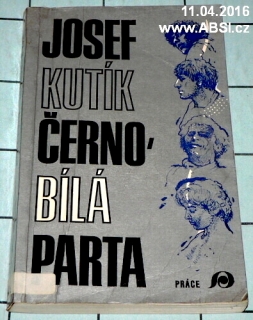 11.04.2016
www.ABSi.cz
JOSEF
KUTÍK
ČERNO-
BÍLÁ
PARTA
PRÁCE